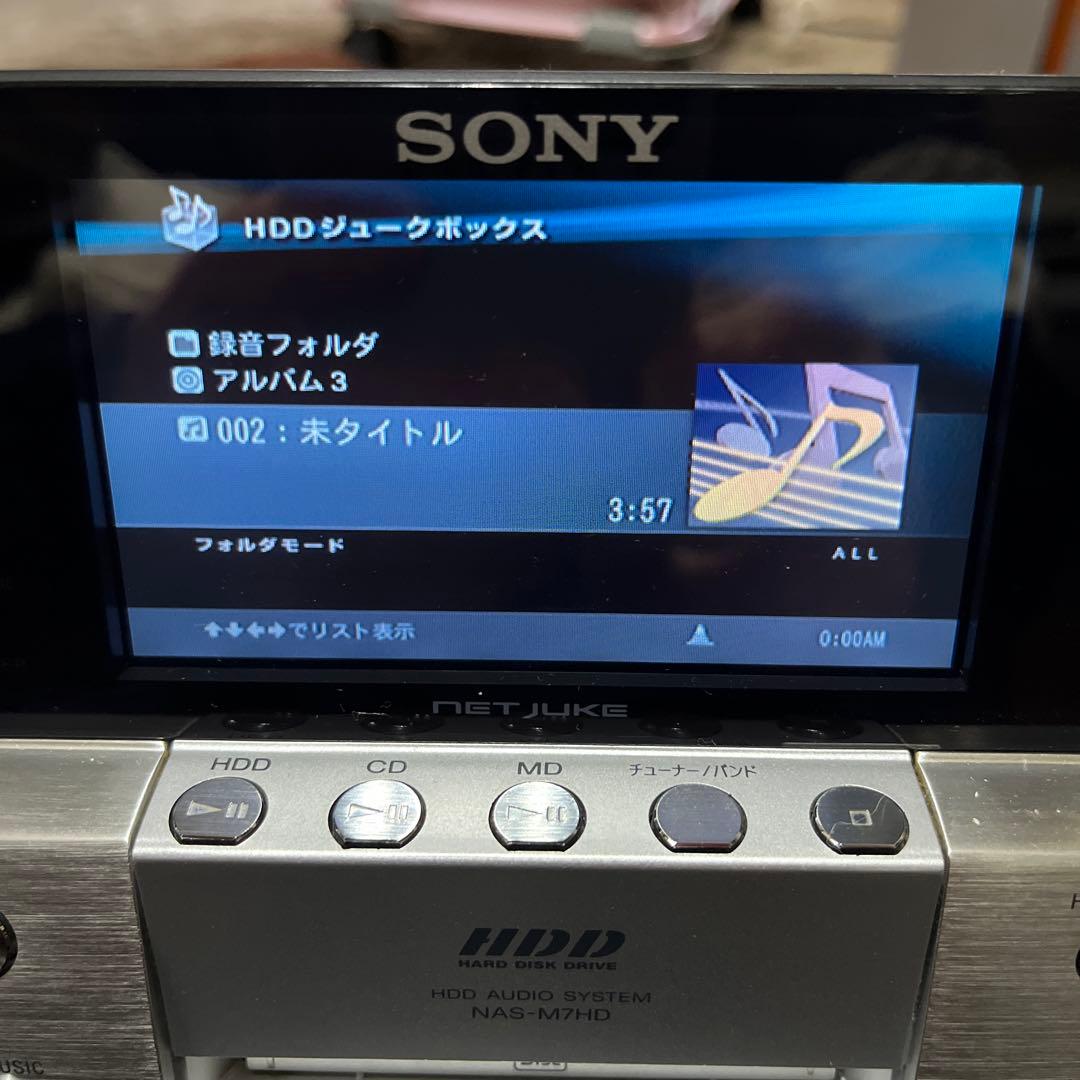 SONY
HDDジュークボックス
録音フォルダ
アルバム3
002：未タイトル
3:57
フォルダモード
ALL
↑↓←→でリスト表示
0:00AM
NETJUKE
HDD
CD
MD
チューナー/バンド
HDD
HARD DISK DRIVE
HDD AUDIO SYSTEM
NAS-M7HD